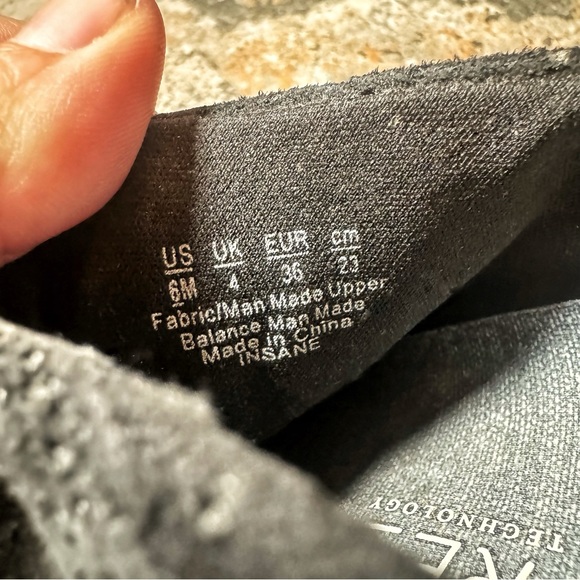 US UK EUR cm
6M 4 36 23
Fabric/Man Made Upper
Balance Man Made
Made in China
INSANE
TECHNOLOGY